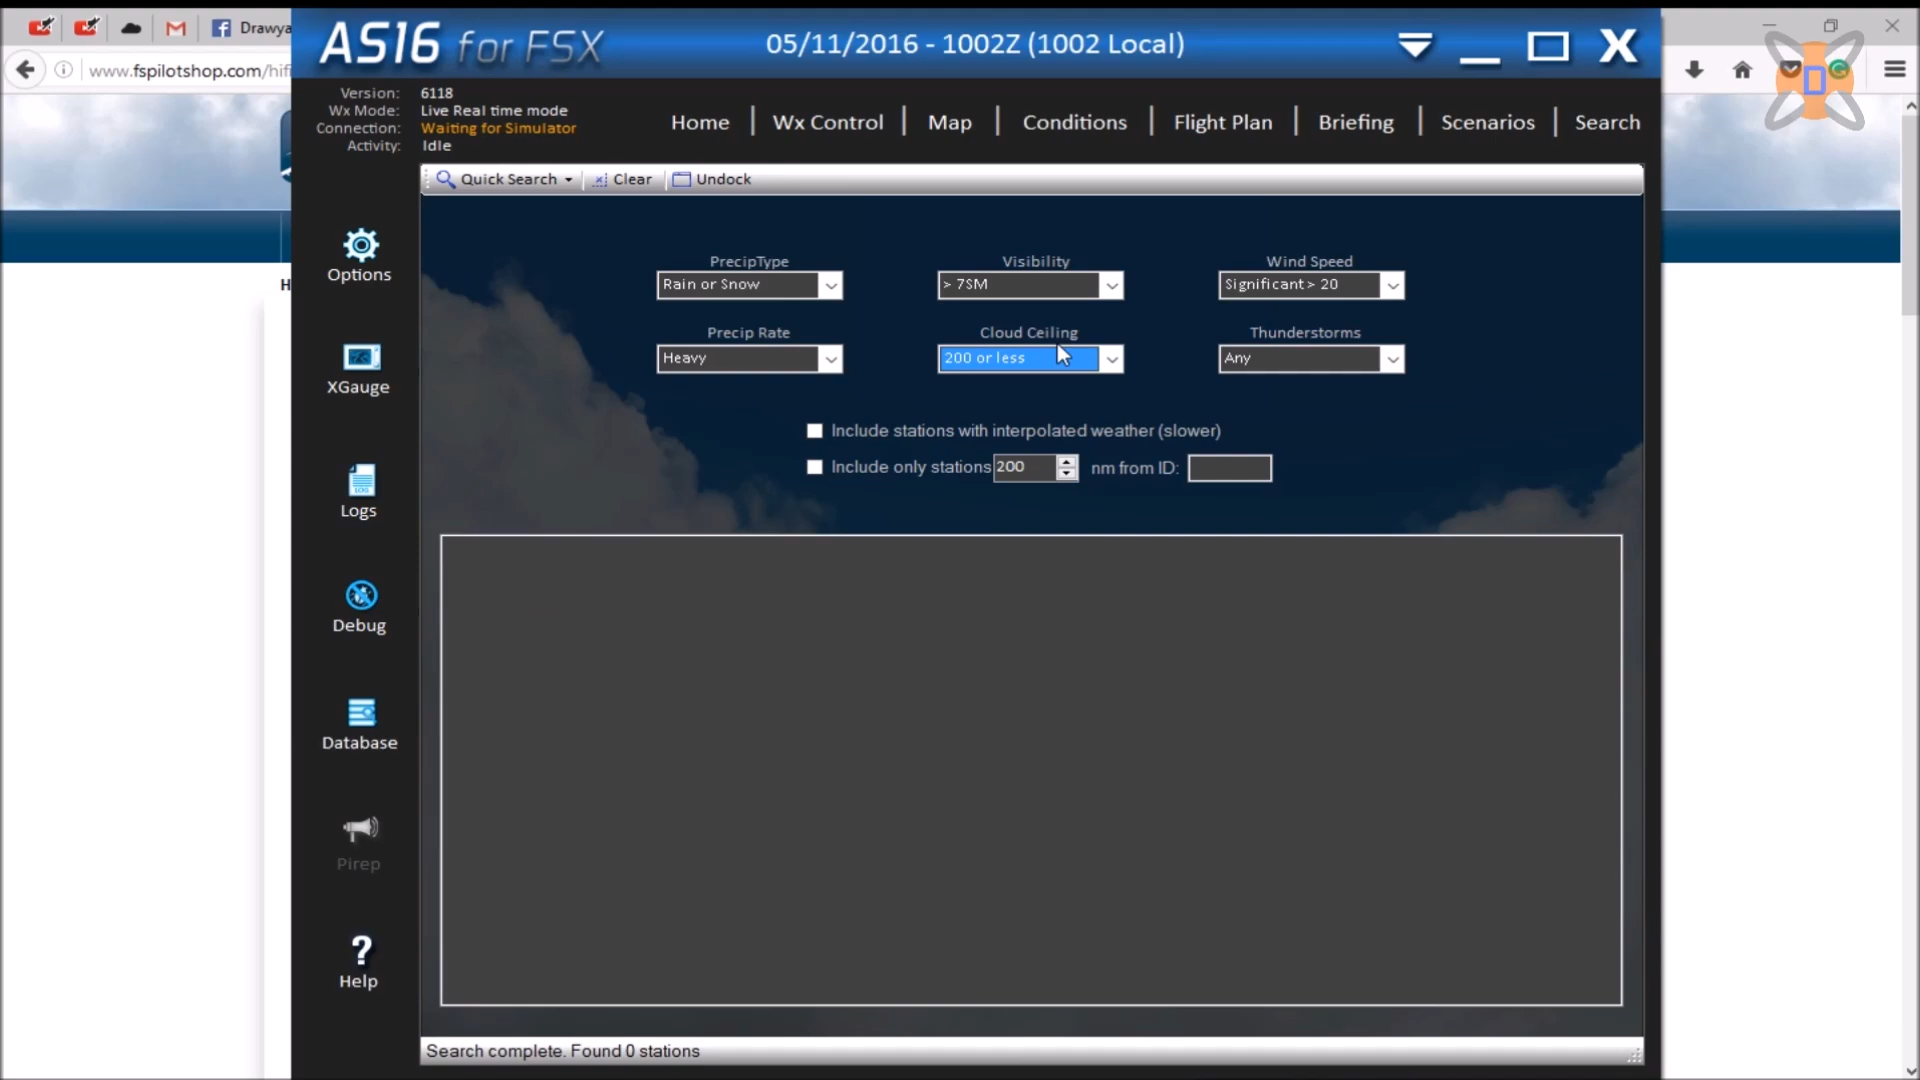 Drawya
AS16 for FSX
05/11/2016 - 1002Z (1002 Local)
www.fspilotshop.com/hifi
Version: 6118
Wx Mode: Live Real time mode
Connection: Waiting for Simulator
Activity: Idle
Home
Wx Control
Map
Conditions
Flight Plan
Briefing
Scenarios
Search
Quick Search
Clear
Undock
Options
XGauge
Logs
Debug
Database
Pirep
Help
H
PrecipType
Visibility
Wind Speed
Rain or Snow
> 7SM
Significant> 20
Precip Rate
Cloud Ceiling
Thunderstorms
Heavy
200 or less
Any
Include stations with interpolated weather (slower)
Include only stations 200 nm from ID:
Search complete. Found 0 stations